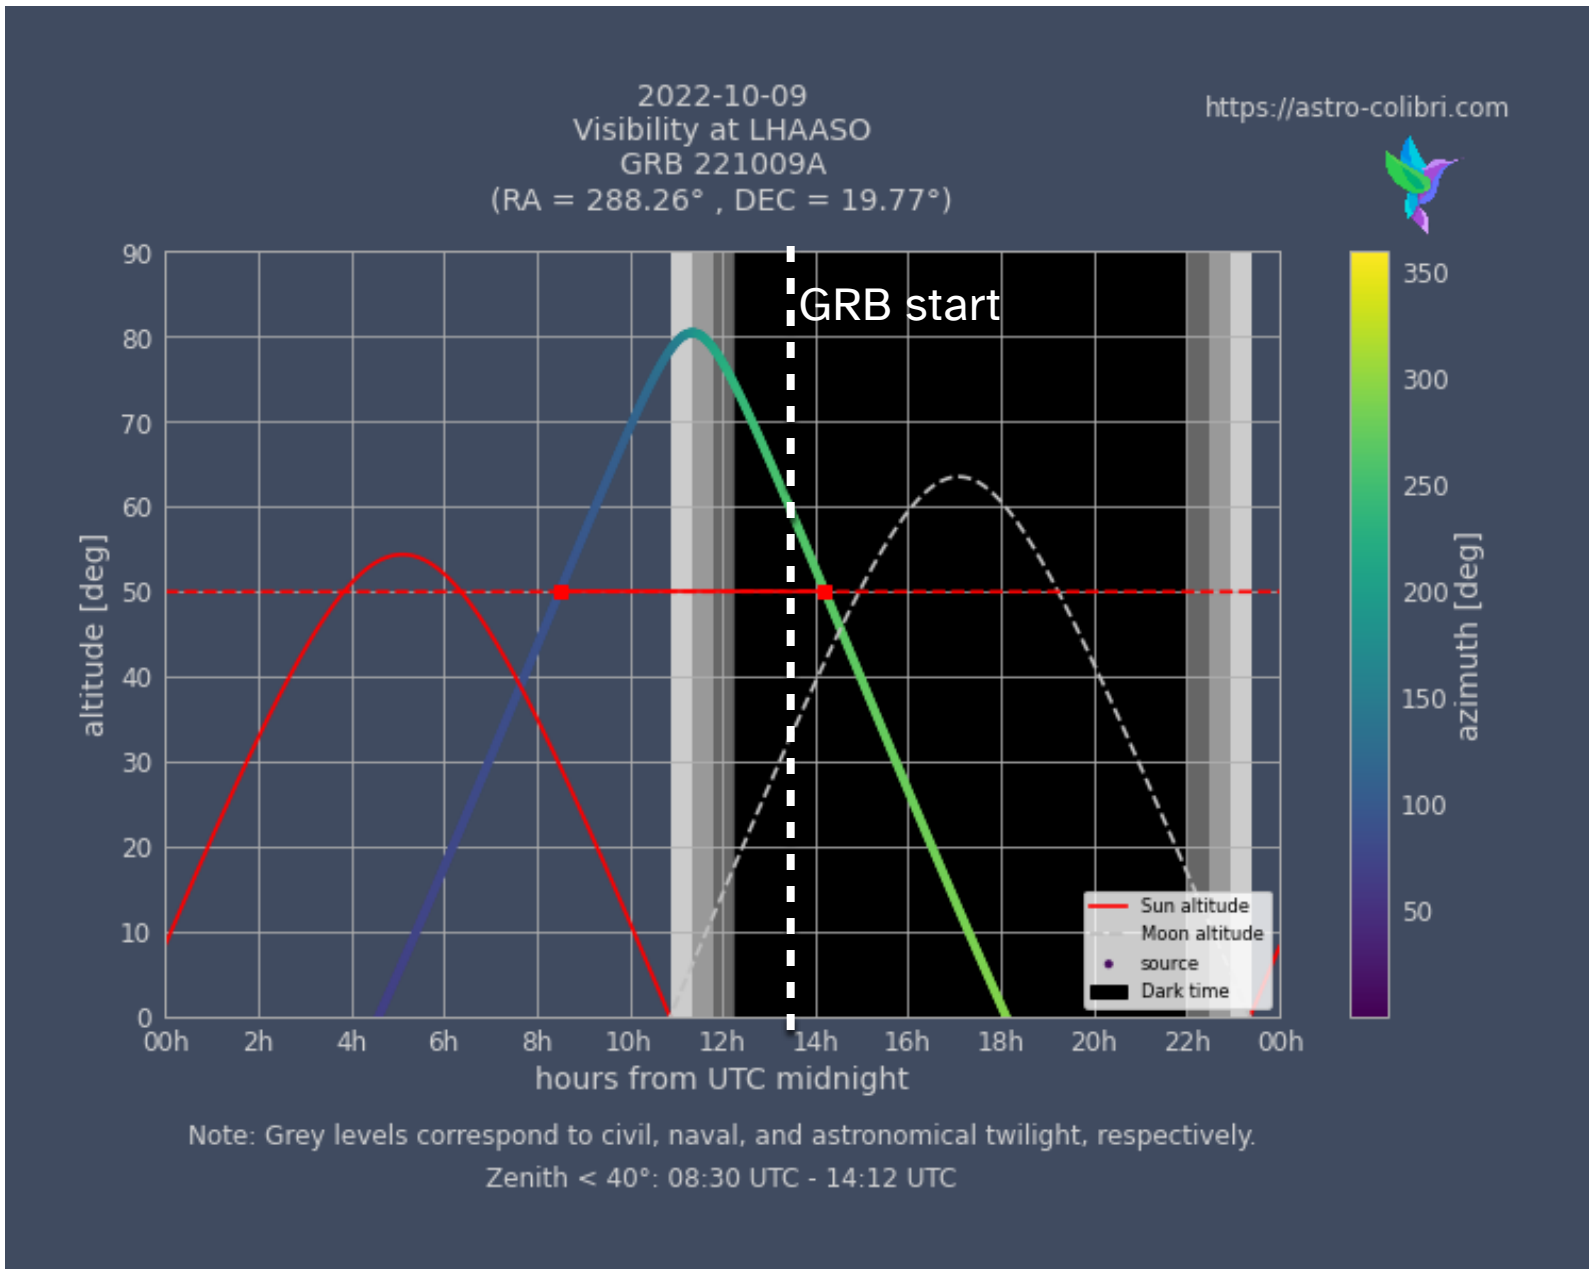 2022-10-09
Visibility at LHAASO
GRB 221009A
(RA = 288.26° , DEC = 19.77°)
https://astro-colibri.com
GRB start
altitude [deg]
90
80
70
60
50
40
30
20
10
0
00h 2h 4h 6h 8h 10h 12h 14h 16h 18h 20h 22h 00h
hours from UTC midnight
Sun altitude
Moon altitude
source
Dark time
350
300
250
200
150
100
50
azimuth [deg]
Note: Grey levels correspond to civil, naval, and astronomical twilight, respectively.
Zenith < 40°: 08:30 UTC - 14:12 UTC